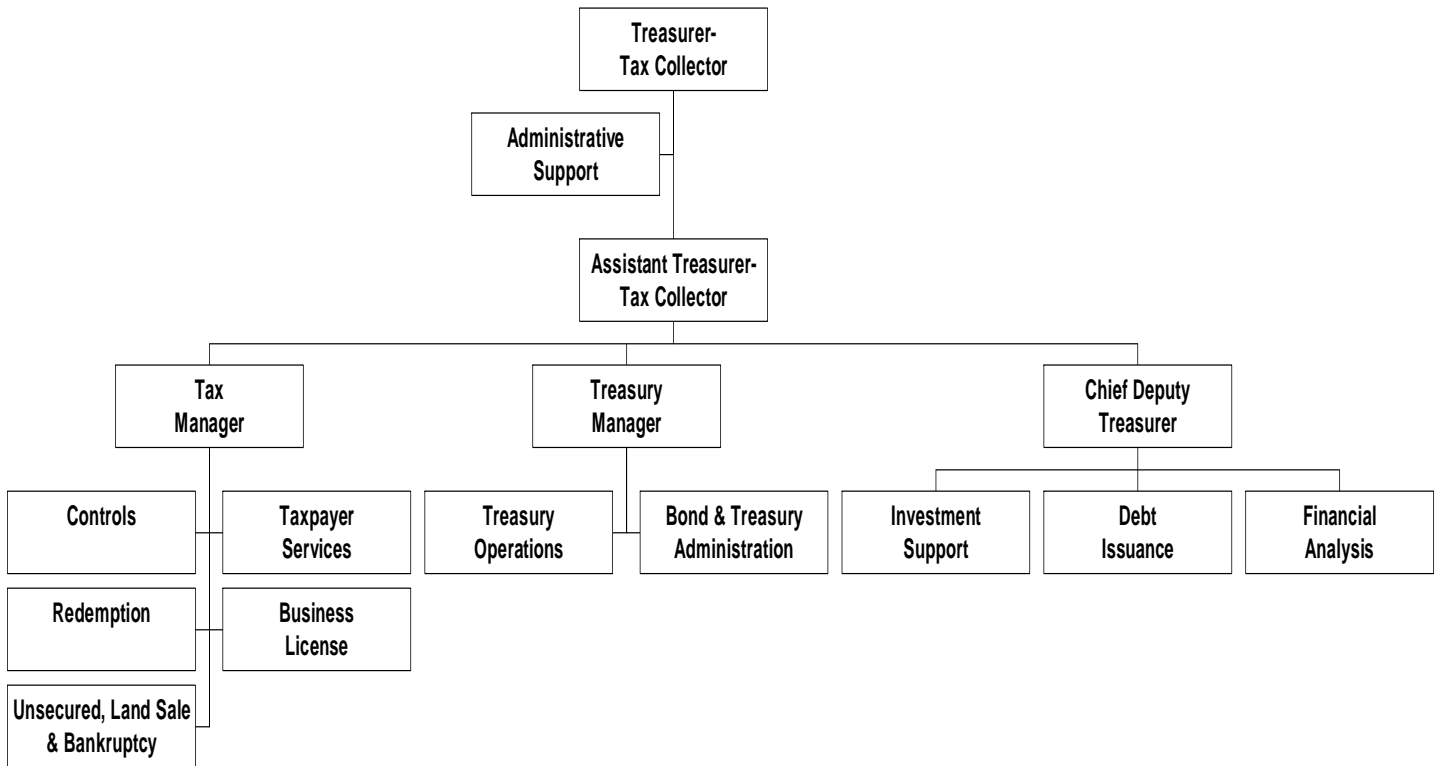 Treasurer-
Tax Collector
Administrative
Support
Assistant Treasurer-
Tax Collector
Tax
Manager
Treasury
Manager
Chief Deputy
Treasurer
Controls
Taxpayer
Services
Treasury
Operations
Bond & Treasury
Administration
Investment
Support
Debt
Issuance
Financial
Analysis
Redemption
Business
License
Unsecured, Land Sale
& Bankruptcy